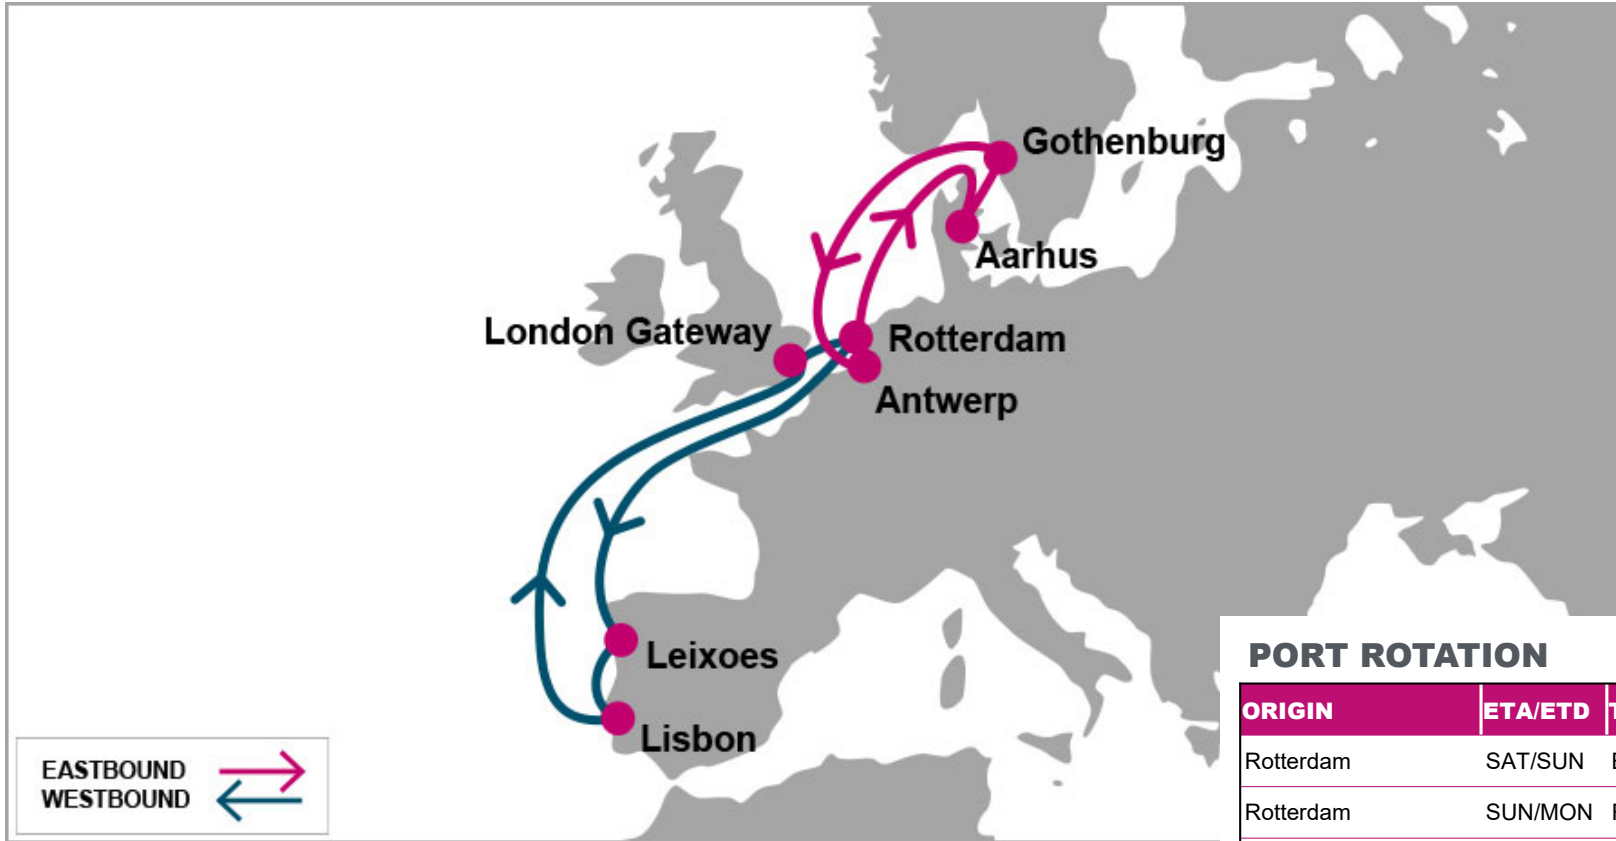 Gothenburg
Aarhus
London Gateway
Rotterdam
Antwerp
Leixoes
Lisbon
EASTBOUND
WESTBOUND
PORT ROTATION
ORIGIN ETA/ETD
Rotterdam SAT/SUN
Rotterdam SUN/MON